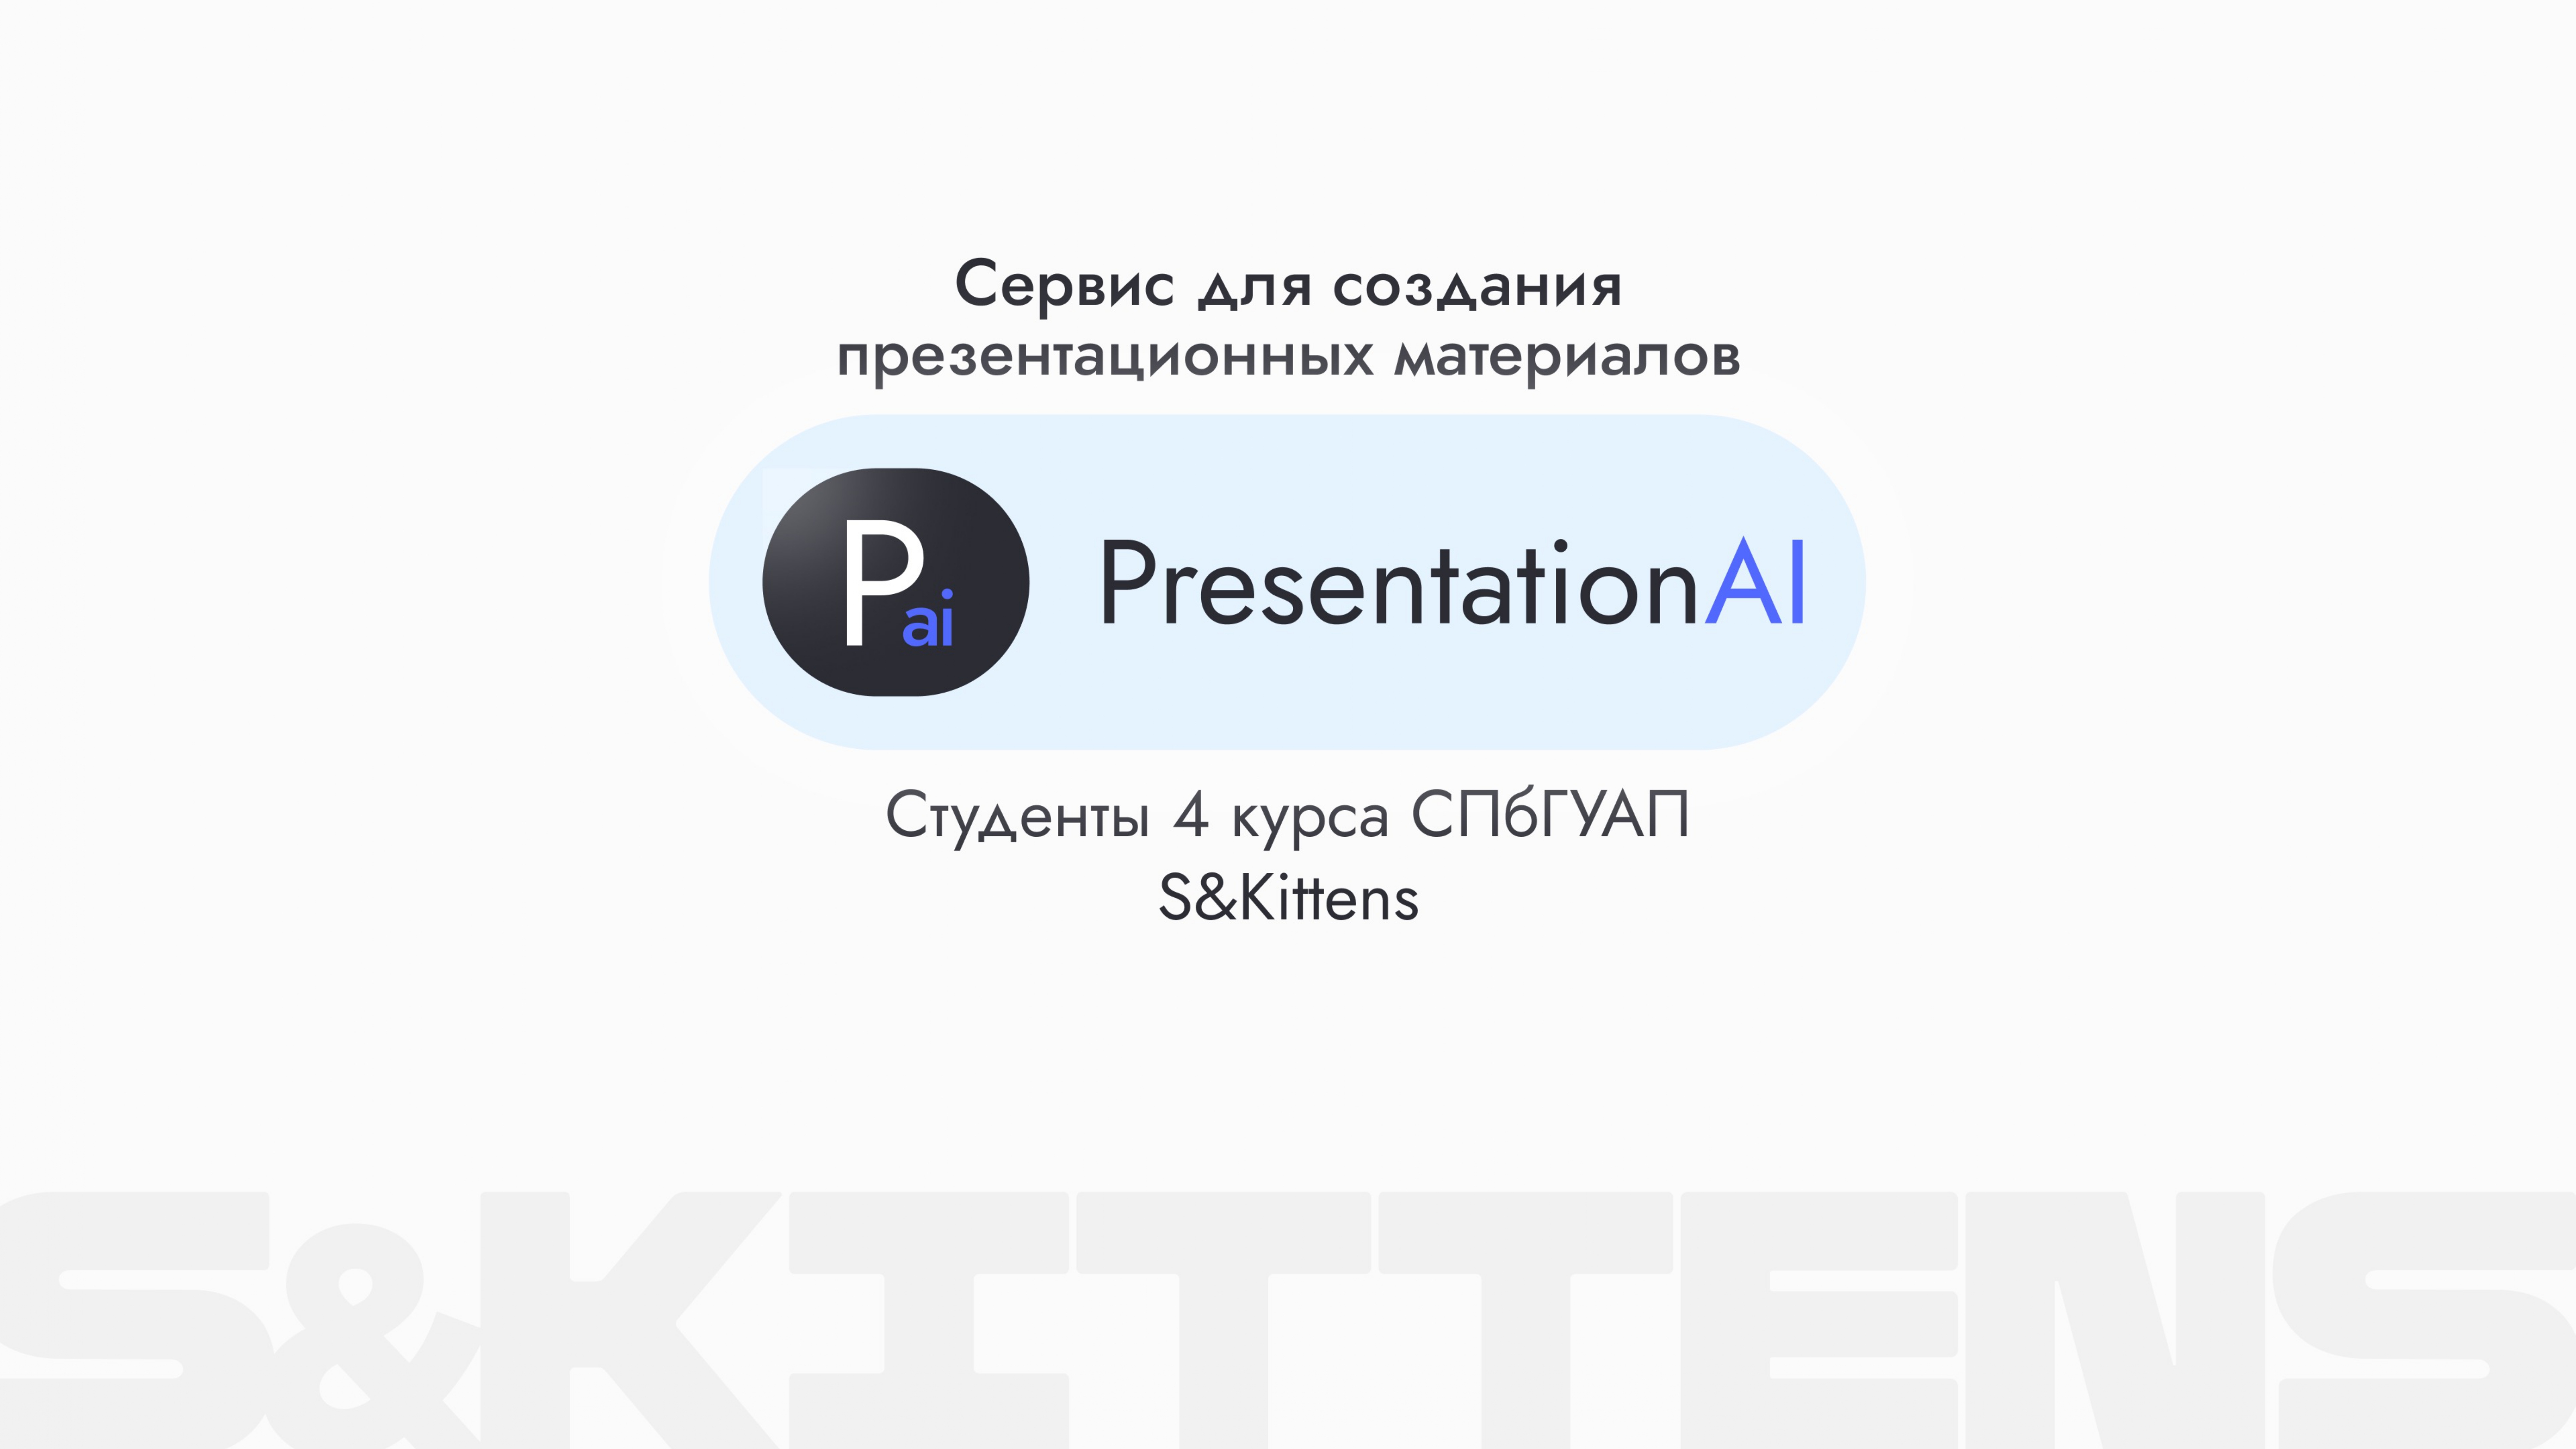 Сервис для создания
презентационных материалов
Pai
PresentationAI
Студенты 4 курса СПбГУАП
S&Kittens
S&KITTENS